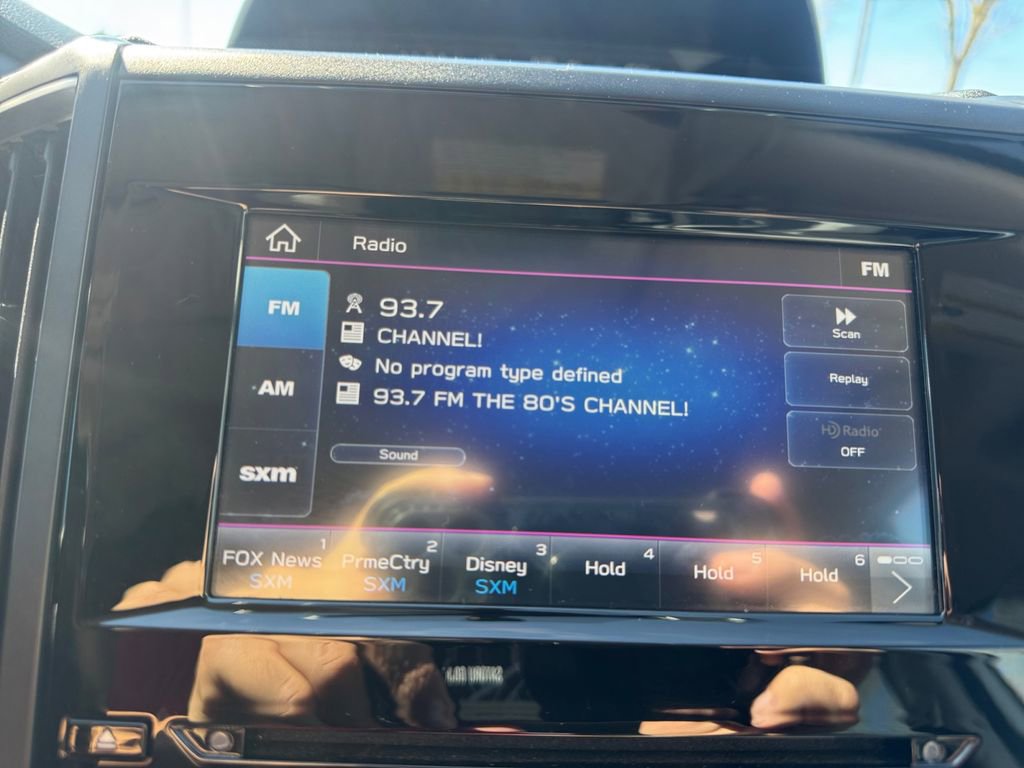 Radio
FM
FM
93.7
CHANNEL!
No program type defined
93.7 FM THE 80'S CHANNEL!
Scan
Replay
HD Radio
OFF
AM
sxm
Sound
1
FOX News
SXM
2
PrmeCtry
SXM
3
Disney
SXM
4
Hold
5
Hold
6
Hold